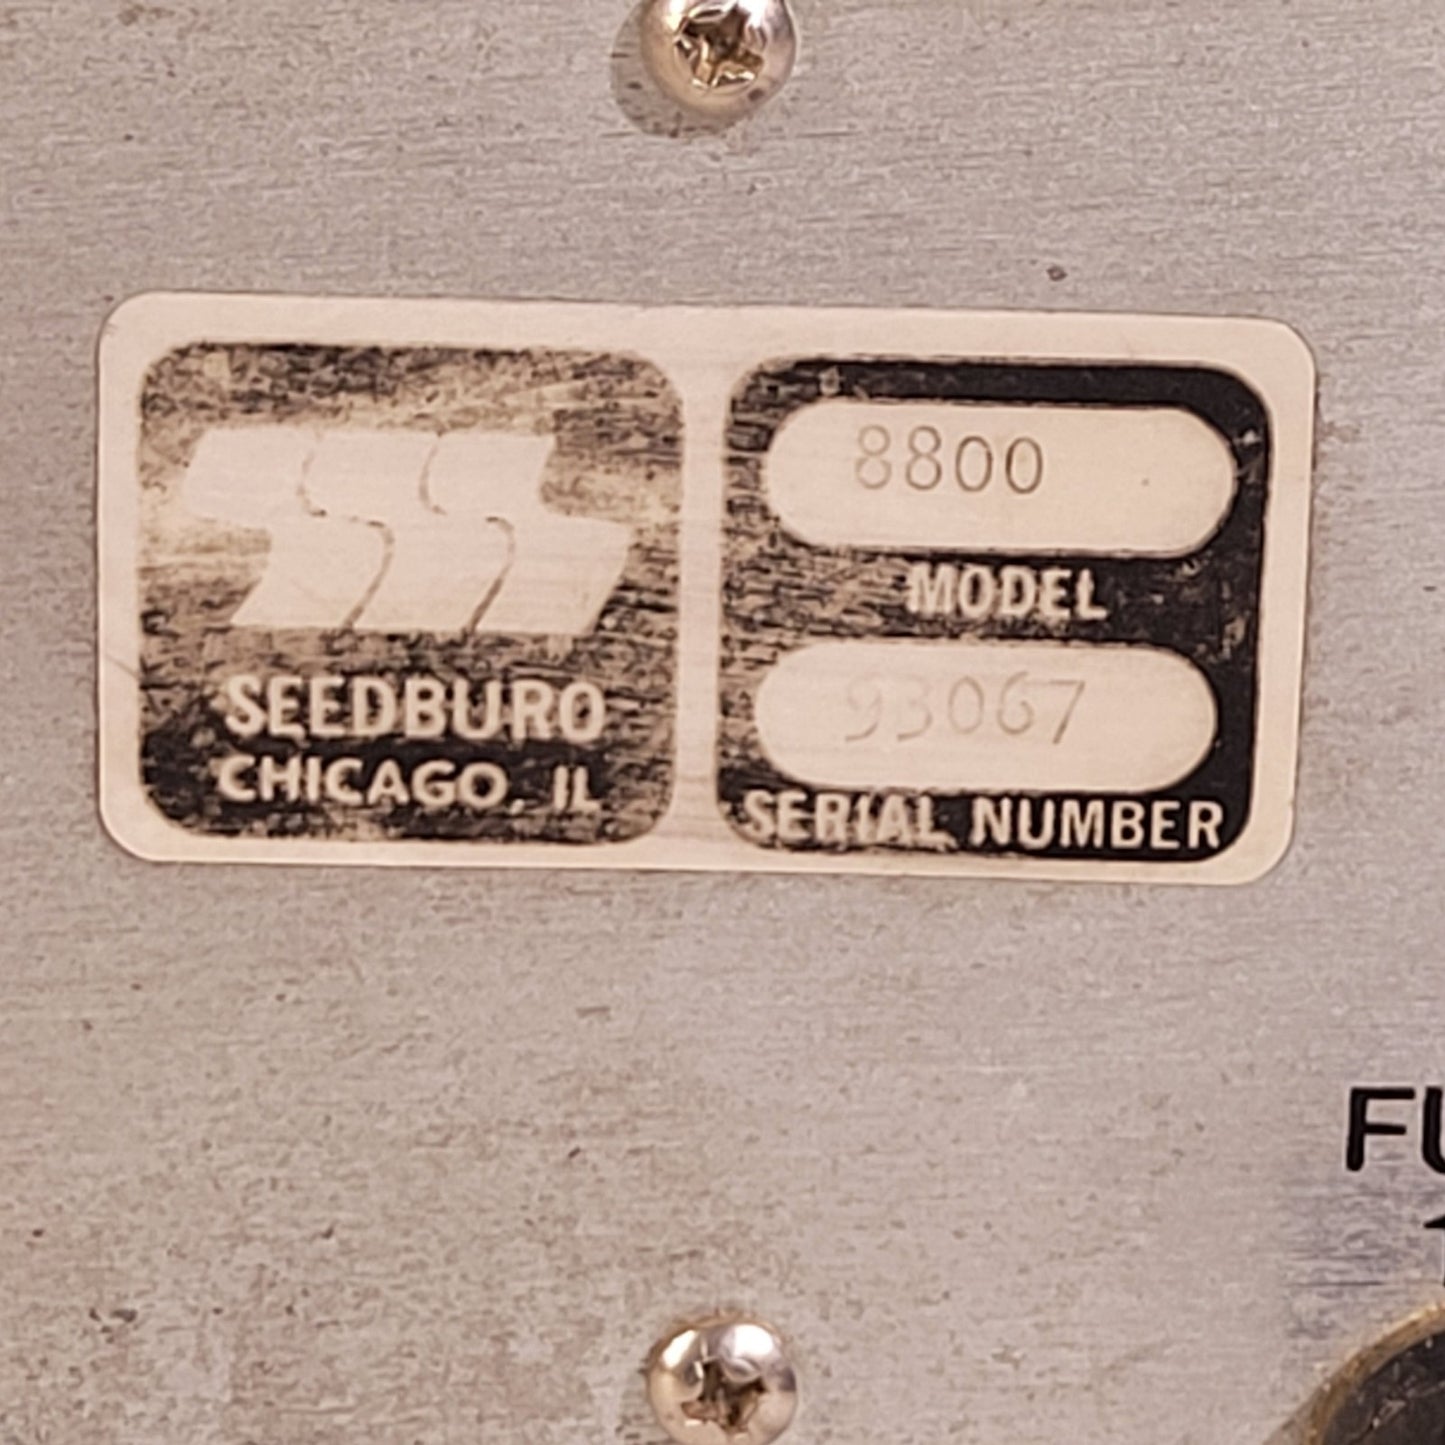 SEEDBURO
CHICAGO, IL
8800
MODEL
93067
SERIAL NUMBER
FU